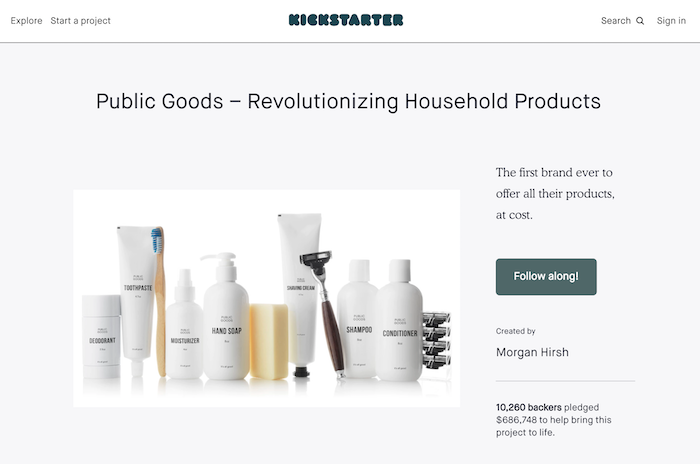 Explore Start a project KICKSTARTER Search Sign in
Public Goods – Revolutionizing Household Products
The first brand ever to
offer all their products,
at cost.
Follow along!
Created by
Morgan Hirsh
10,260 backers pledged
$686,748 to help bring this
project to life.
DEODORANT
TOOTHPASTE
MOISTURIZER
HAND SOAP
SHAVING CREAM
SHAMPOO
CONDITIONER